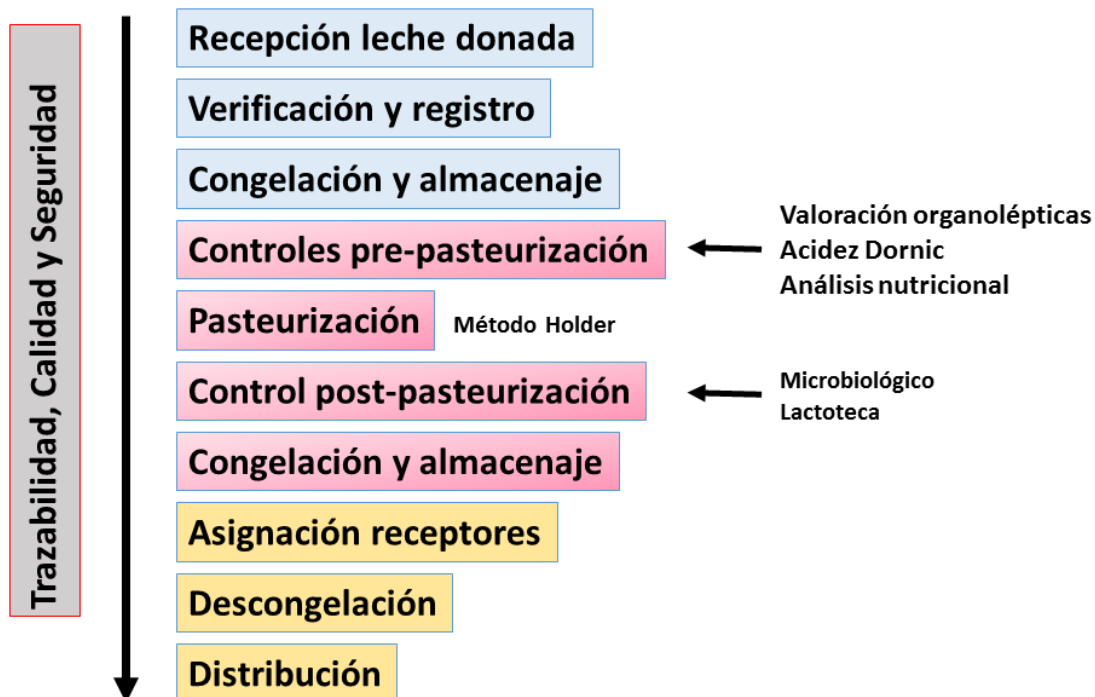 Trazabilidad, Calidad y Seguridad
Recepción leche donada
Verificación y registro
Congelación y almacenaje
Controles pre-pasteurización
Valoración organolépticas
Acidez Dornic
Análisis nutricional
Pasteurización
Método Holder
Control post-pasteurización
Microbiológico
Lactoteca
Congelación y almacenaje
Asignación receptores
Descongelación
Distribución